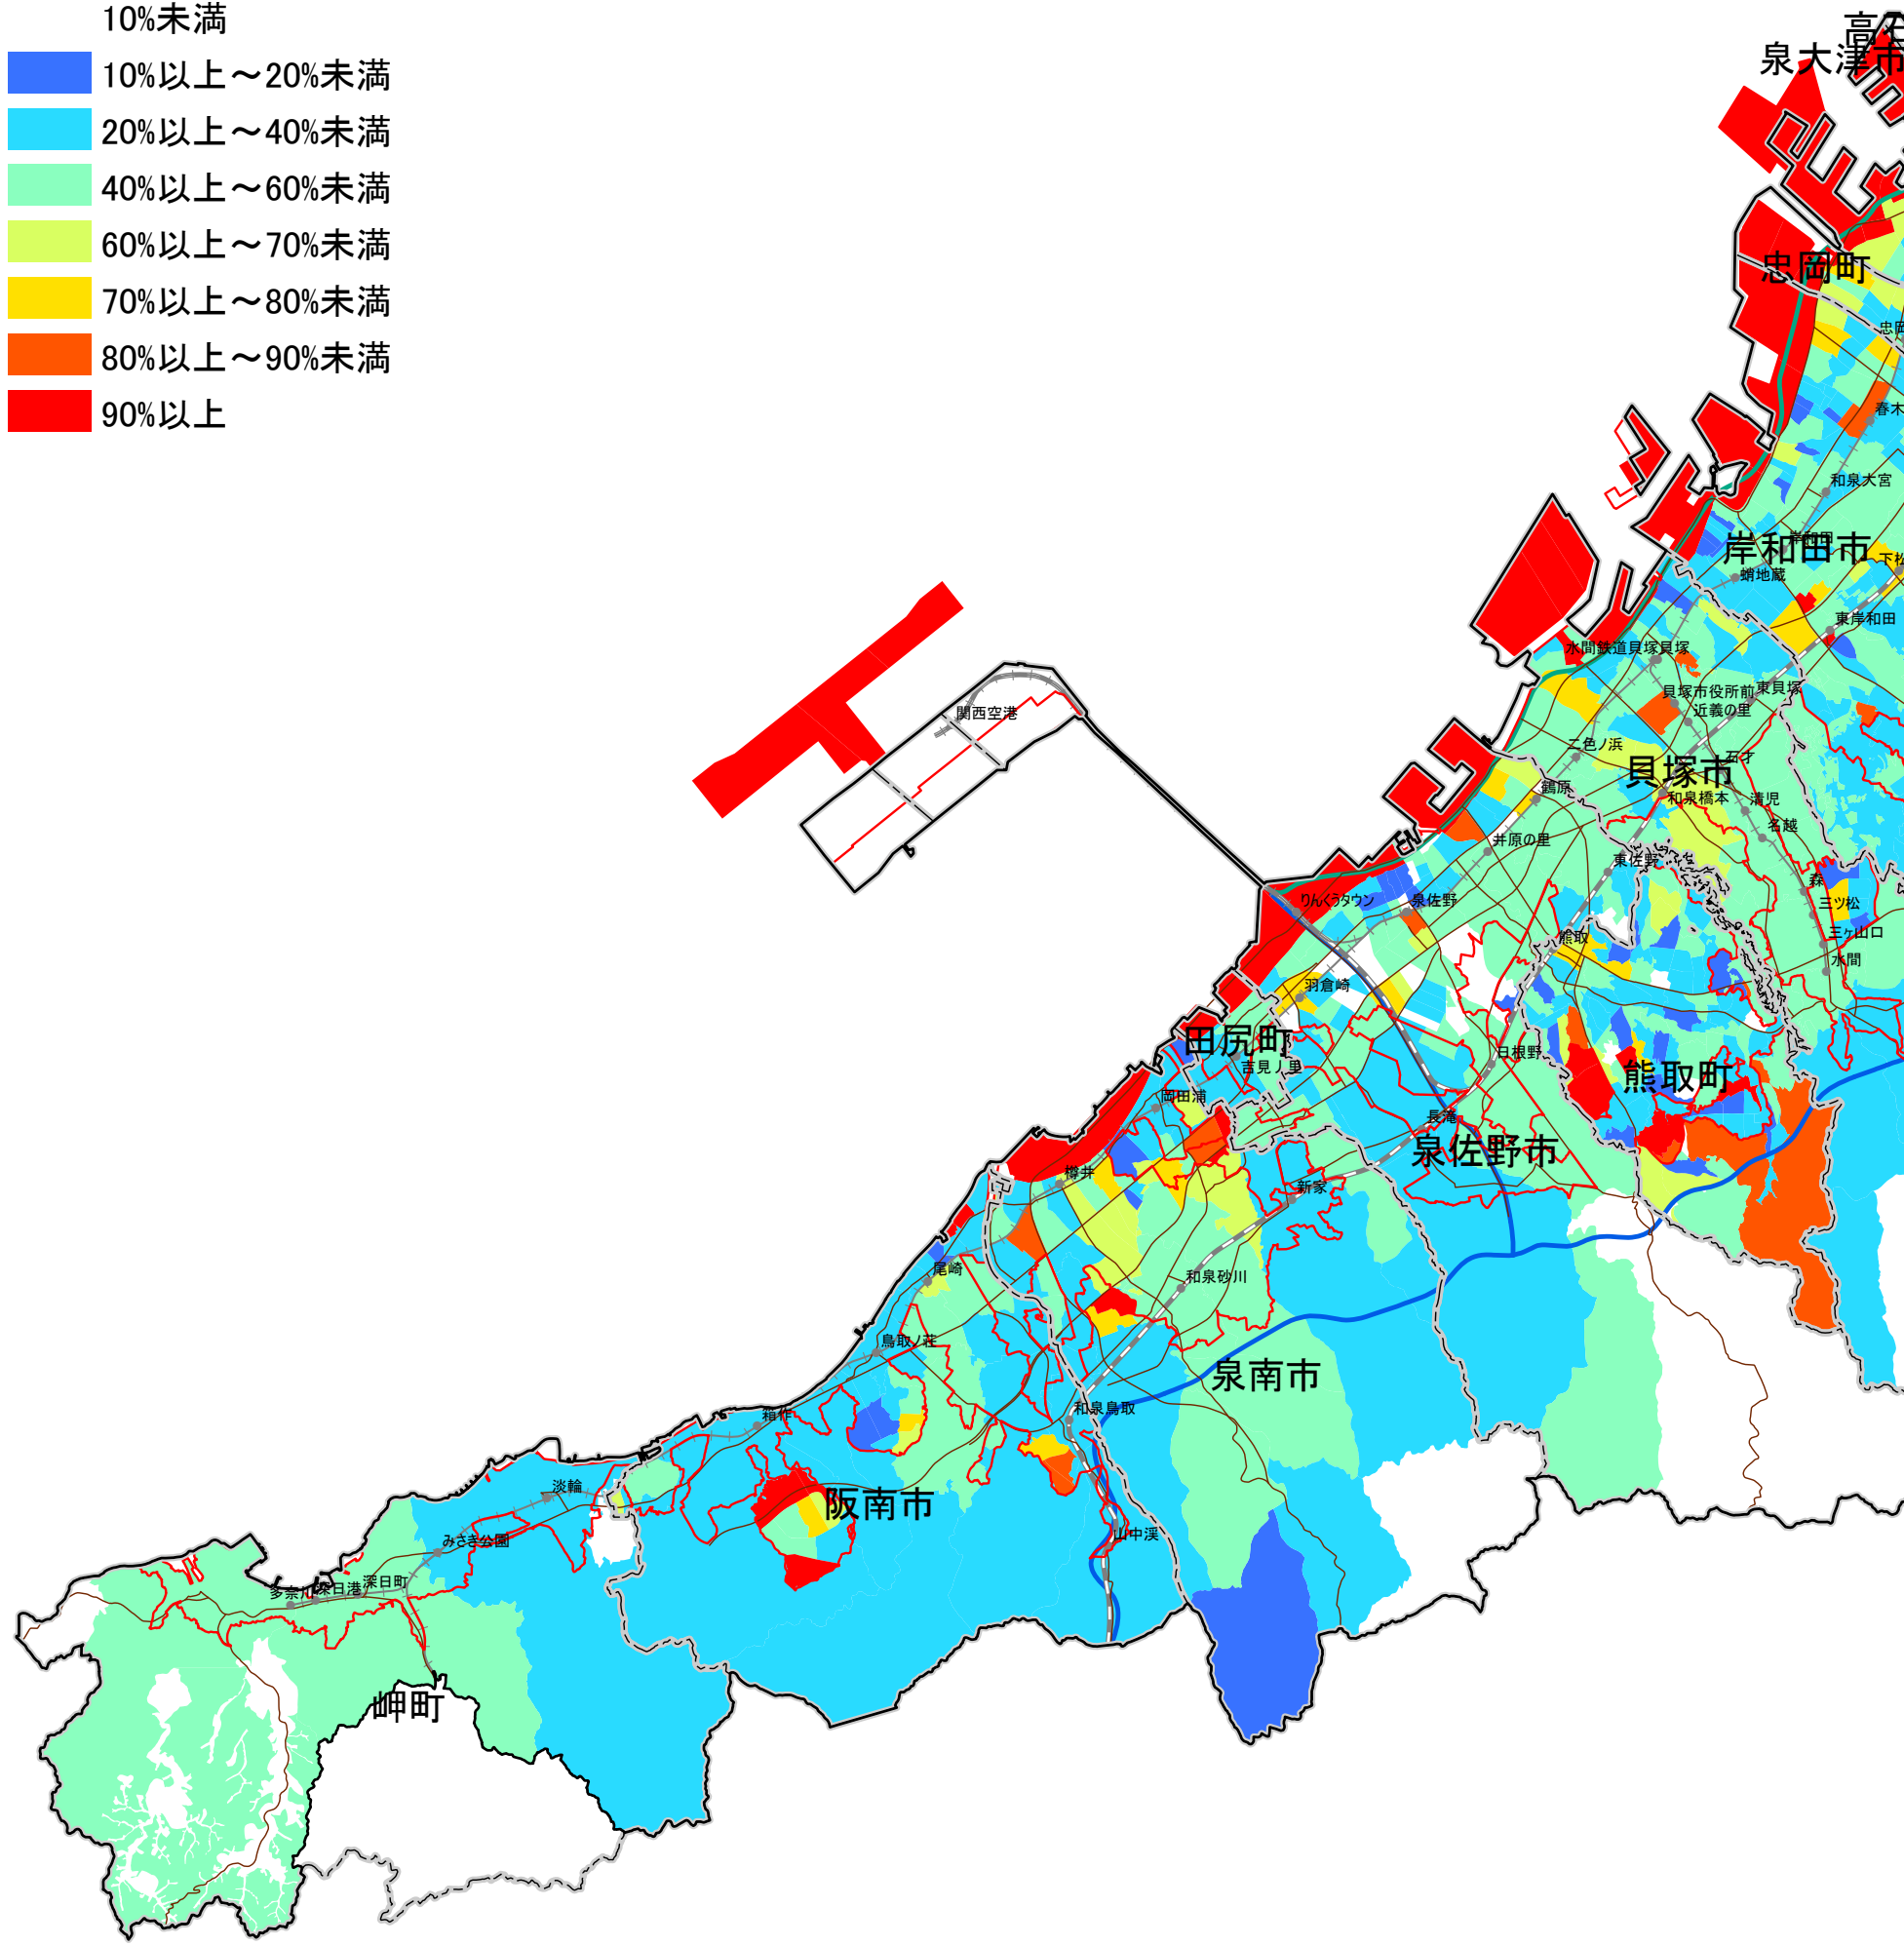 10%未満
10%以上～20%未満
20%以上～40%未満
40%以上～60%未満
60%以上～70%未満
70%以上～80%未満
80%以上～90%未満
90%以上
泉大津市
忠岡町
春木
和泉大宮
岸和田市
岸和田
下松
蛸地蔵
東岸和田
水間鉄道貝塚
貝塚
貝塚市役所前
東貝塚
近義の里
関西空港
二色ノ浜
石才
貝塚市
鶴原
和泉橋本
清児
名越
井原の里
東佐野
森
りんくうタウン
泉佐野
三ツ松
三ヶ山口
熊取
水間
羽倉崎
田尻町
吉見ノ里
日根野
熊取町
岡田浦
長滝
泉佐野市
樽井
新家
尾崎
和泉砂川
鳥取ノ荘
泉南市
箱作
和泉鳥取
淡輪
阪南市
山中渓
みさき公園
多奈川
深日港
深日町
岬町